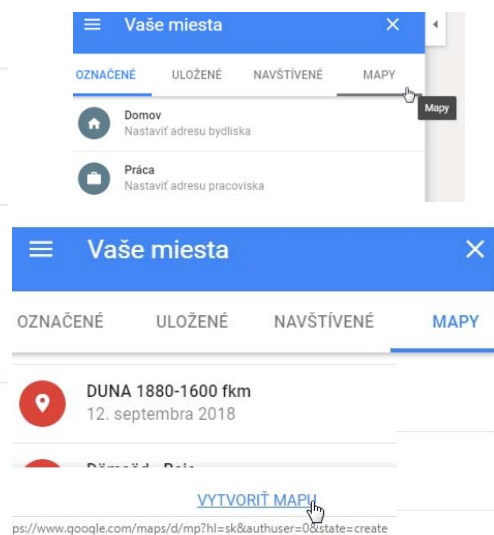 Vaše miesta
OZNAČENÉ ULOŽENÉ NAVŠTÍVENÉ MAPY
Mapy
Domov
Nastaviť adresu bydliska
Práca
Nastaviť adresu pracoviska
Vaše miesta
OZNAČENÉ ULOŽENÉ NAVŠTÍVENÉ MAPY
DUNA 1880-1600 fkm
12. septembra 2018
VYTVORIŤ MAPU
ps://www.google.com/maps/d/mp?hl=sk&authuser=0&state=create